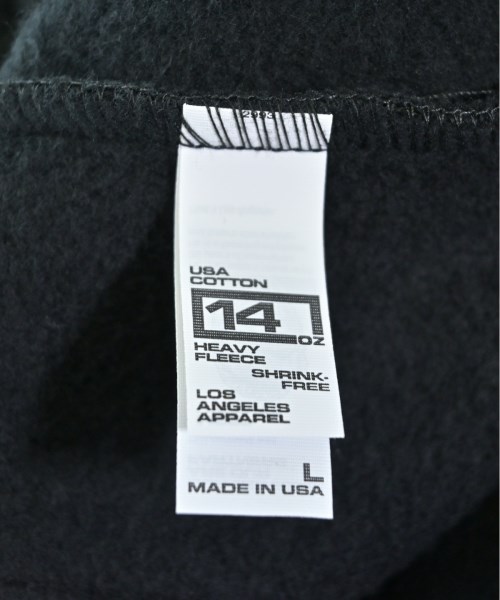 USA
COTTON
14
OZ
HEAVY
FLEECE
SHRINK-
FREE
LOS
ANGELES
APPAREL
L
MADE IN USA